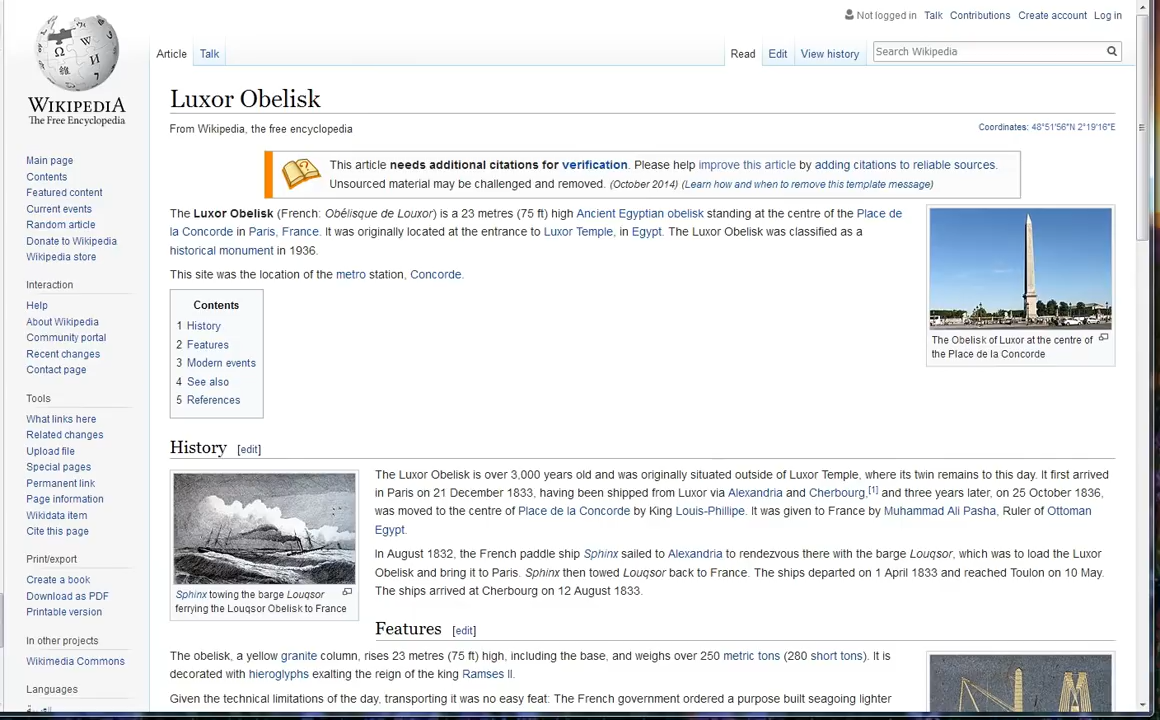 Not logged in Talk Contributions Create account Log in
Article Talk Read Edit View history Search Wikipedia
WIKIPEDIA
The Free Encyclopedia
Main page
Contents
Featured content
Current events
Random article
Donate to Wikipedia
Wikipedia store
Interaction
Help
About Wikipedia
Community portal
Recent changes
Contact page
Tools
What links here
Related changes
Upload file
Special pages
Permanent link
Page information
Wikidata item
Cite this page
Print/export
Create a book
Download as PDF
Printable version
In other projects
Wikimedia Commons
Languages
Luxor Obelisk
From Wikipedia, the free encyclopedia
Coordinates: 48°51′56″N 2°19′16″E
This article needs additional citations for verification. Please help improve this article by adding citations to reliable sources.
Unsourced material may be challenged and removed. (October 2014) (Learn how and when to remove this template message)
The Luxor Obelisk (French: Obélisque de Louxor) is a 23 metres (75 ft) high Ancient Egyptian obelisk standing at the centre of the Place de
la Concorde in Paris, France. It was originally located at the entrance to Luxor Temple, in Egypt. The Luxor Obelisk was classified as a
historical monument in 1936.
This site was the location of the metro station, Concorde.
The Obelisk of Luxor at the centre of
the Place de la Concorde
Contents
1 History
2 Features
3 Modern events
4 See also
5 References
History [edit]
Sphinx towing the barge Louqsor
ferrying the Louqsor Obelisk to France
The Luxor Obelisk is over 3,000 years old and was originally situated outside of Luxor Temple, where its twin remains to this day. It first arrived
in Paris on 21 December 1833, having been shipped from Luxor via Alexandria and Cherbourg,[1] and three years later, on 25 October 1836,
was moved to the centre of Place de la Concorde by King Louis-Phillipe. It was given to France by Muhammad Ali Pasha, Ruler of Ottoman
Egypt.
In August 1832, the French paddle ship Sphinx sailed to Alexandria to rendezvous there with the barge Louqsor, which was to load the Luxor
Obelisk and bring it to Paris. Sphinx then towed Louqsor back to France. The ships departed on 1 April 1833 and reached Toulon on 10 May.
The ships arrived at Cherbourg on 12 August 1833.
Features [edit]
The obelisk, a yellow granite column, rises 23 metres (75 ft) high, including the base, and weighs over 250 metric tons (280 short tons). It is
decorated with hieroglyphs exalting the reign of the king Ramses II.
Given the technical limitations of the day, transporting it was no easy feat: The French government ordered a purpose built seagoing lighter